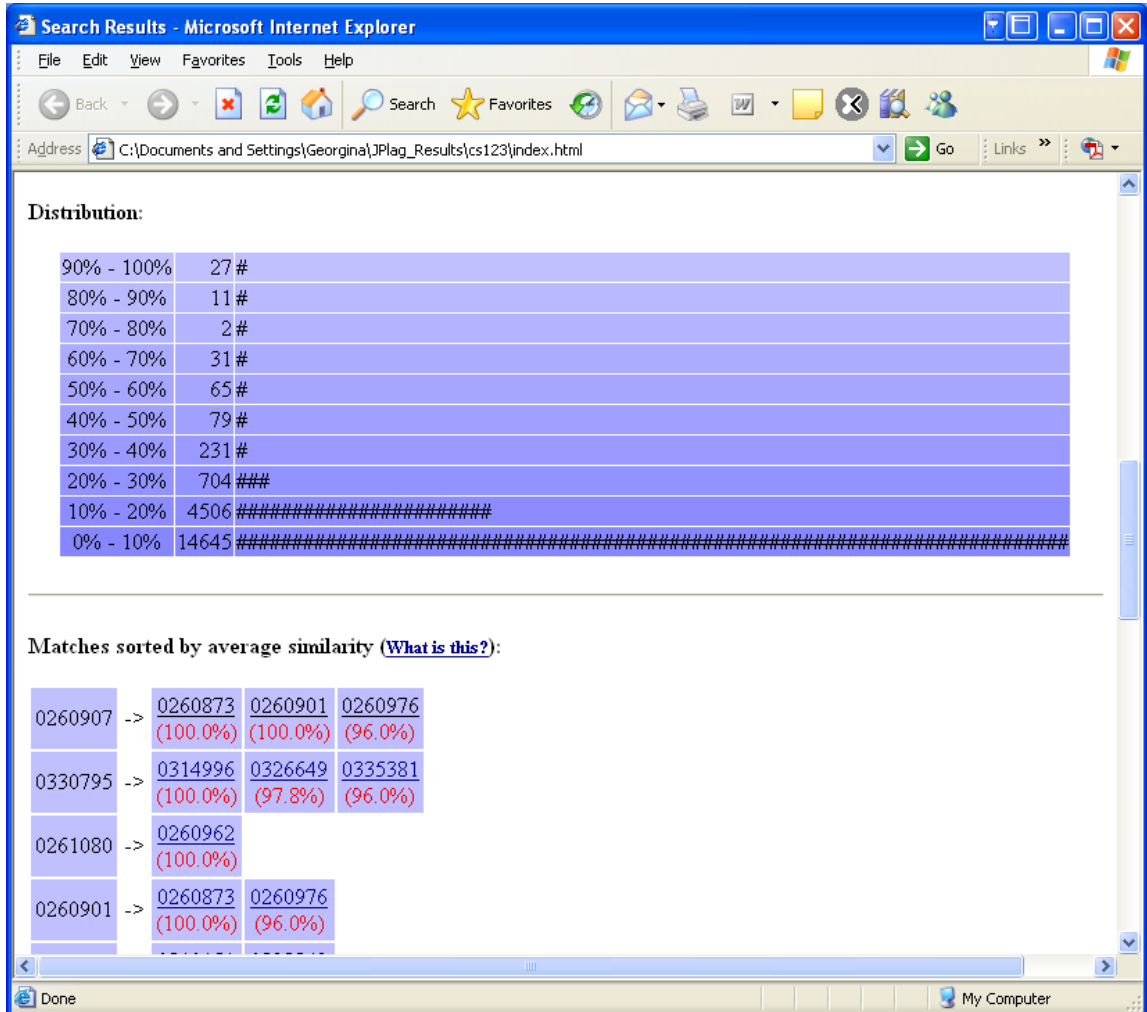 Search Results - Microsoft Internet Explorer
File Edit View Favorites Tools Help
Back Search Favorites W
Address C:\Documents and Settings\Georgina\JPlag_Results\cs123\index.html Go Links »
Distribution:
90% - 100% 27 #
80% - 90% 11 #
70% - 80% 2 #
60% - 70% 31 #
50% - 60% 65 #
40% - 50% 79 #
30% - 40% 231 #
20% - 30% 704 ###
10% - 20% 4506 #######################
0% - 10% 14645 ###########################################################################
Matches sorted by average similarity (What is this?):
0260907 -> 0260873 0260901 0260976
(100.0%) (100.0%) (96.0%)
0330795 -> 0314996 0326649 0335381
(100.0%) (97.8%) (96.0%)
0261080 -> 0260962
(100.0%)
0260901 -> 0260873 0260976
(100.0%) (96.0%)
Done My Computer